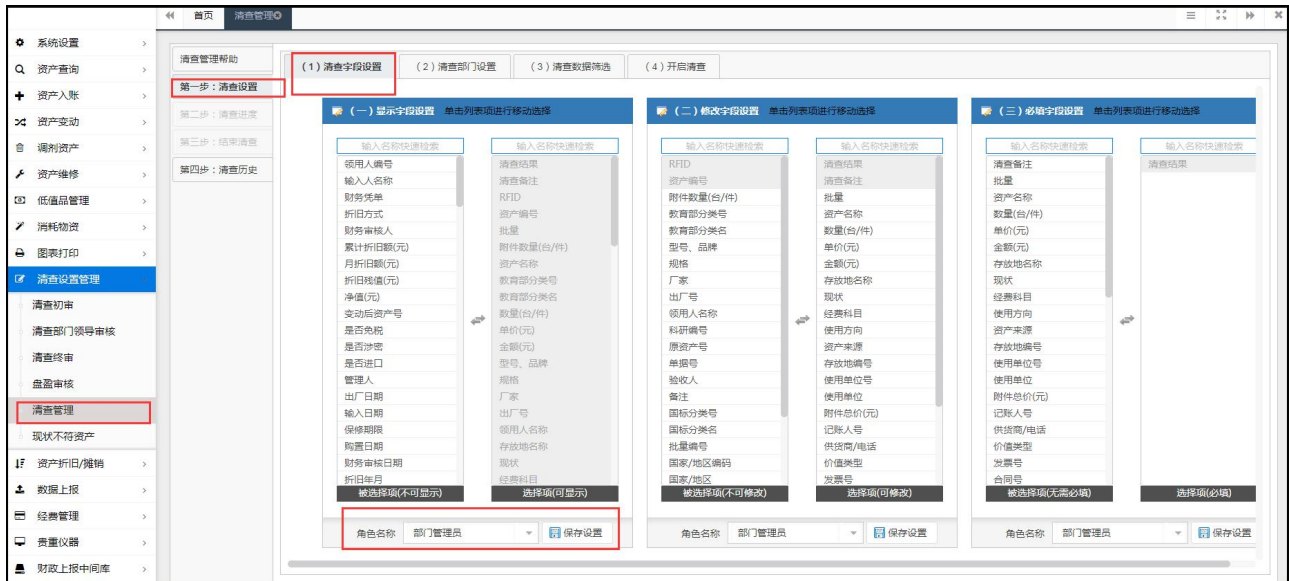 首页
清查管理
系统设置
资产查询
资产入账
资产变动
调剂资产
资产维修
低值品管理
消耗物资
图表打印
清查设置管理
清查初审
清查部门领导审核
清查终审
盘盈审核
清查管理
现状不符资产
资产折旧/摊销
数据上报
经费管理
贵重仪器
财政上报中间库
清查管理帮助
第一步：清查设置
第二步：清查进度
第三步：结束清查
第四步：清查历史
（1）清查字段设置
（2）清查部门设置
（3）清查数据筛选
（4）开启清查
（一）显示字段设置 单击列表项进行移动选择
输入名称快速检索
领用人编号
输入人名称
财务凭单
折旧方式
财务审核人
累计折旧额(元)
月折旧额(元)
折旧残值(元)
净值(元)
变动后资产号
是否免税
是否涉密
是否进口
管理人
出厂日期
输入日期
保修期限
购置日期
财务审核日期
折旧年月
被选择项(不可显示)
输入名称快速检索
清查结果
清查备注
RFID
资产编号
批量
附件数量(台/件)
资产名称
教育部分类号
教育部分类名
数量(台/件)
单价(元)
金额(元)
型号、品牌
规格
厂家
出厂号
领用人名称
存放地名称
现状
经费科目
选择项(可显示)
角色名称 部门管理员 保存设置
（二）修改字段设置 单击列表项进行移动选择
输入名称快速检索
RFID
资产编号
附件数量(台/件)
教育部分类号
教育部分类名
型号、品牌
规格
厂家
出厂号
领用人名称
科研编号
原资产号
单据号
验收人
备注
国标分类号
国标分类名
批量编号
国家/地区编码
国家/地区
被选择项(不可修改)
输入名称快速检索
清查结果
清查备注
批量
资产名称
数量(台/件)
单价(元)
金额(元)
存放地名称
现状
经费科目
使用方向
资产来源
存放地编号
使用单位号
使用单位
附件总价(元)
记账人号
供货商/电话
价值类型
发票号
选择项(可修改)
角色名称 部门管理员 保存设置
（三）必填字段设置 单击列表项进行移动选择
输入名称快速检索
清查备注
批量
资产名称
数量(台/件)
单价(元)
金额(元)
存放地名称
现状
经费科目
使用方向
资产来源
存放地编号
使用单位号
使用单位
附件总价(元)
记账人号
供货商/电话
价值类型
发票号
合同号
被选择项(无需必填)
输入名称快速检索
清查结果
选择项(必填)
角色名称 部门管理员 保存设置